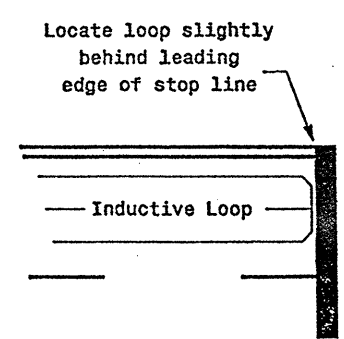 Locate loop slightly
behind leading
edge of stop line
Inductive Loop